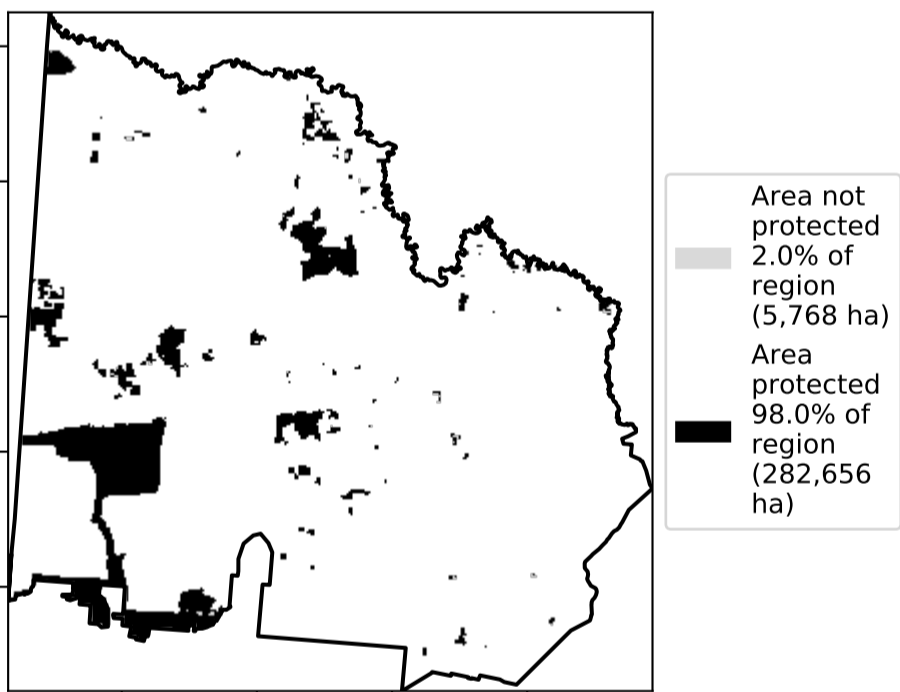 Area not
protected
2.0% of
region
(5,768 ha)
Area
protected
98.0% of
region
(282,656
ha)